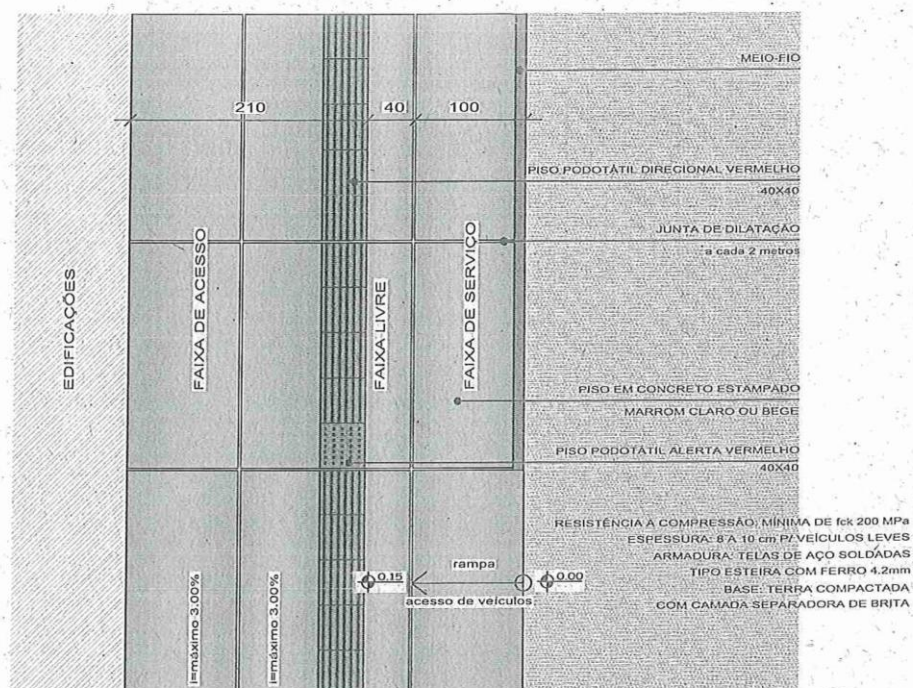 MEIO-FIO
210
40
100
PISO PODOTÁTIL DIRECIONAL VERMELHO
40X40
JUNTA DE DILATAÇÃO
a cada 2 metros
EDIFICAÇÕES
FAIXA DE ACESSO
FAIXA LIVRE
FAIXA DE SERVIÇO
PISO EM CONCRETO ESTAMPADO
MARROM CLARO OU BEGE
PISO PODOTÁTIL ALERTA VERMELHO
40X40
RESISTÊNCIA A COMPRESSÃO: MÍNIMA DE fck 200 MPa
ESPESSURA: 8 A 10 cm P/ VEÍCULOS LEVES
ARMADURA: TELAS DE AÇO SOLDADAS
TIPO ESTEIRA COM FERRO 4.2mm
BASE: TERRA COMPACTADA
COM CAMADA SEPARADORA DE BRITA
rampa
0.15
0.00
acesso de veículos
i=máximo 3.00%
i=máximo 3.00%